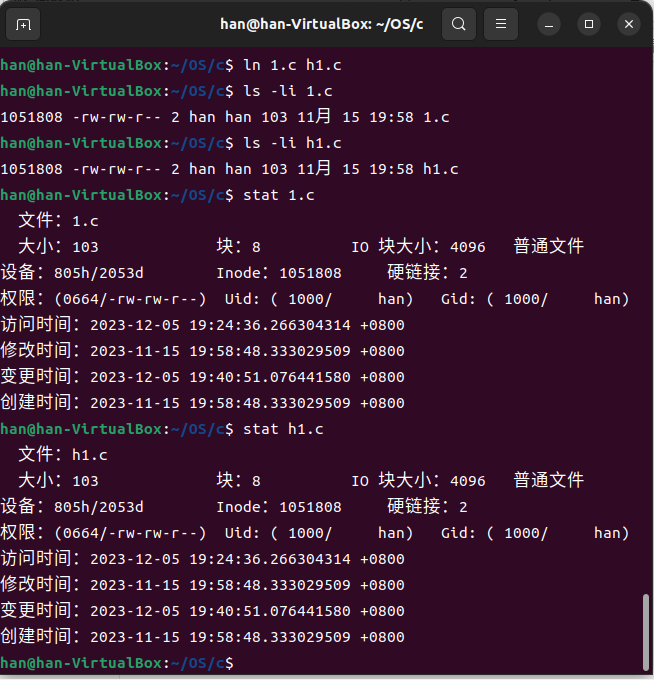 han@han-VirtualBox: ~/OS/c
han@han-VirtualBox:~/OS/c$ ln 1.c h1.c
han@han-VirtualBox:~/OS/c$ ls -li 1.c
1051808 -rw-rw-r-- 2 han han 103 11月 15 19:58 1.c
han@han-VirtualBox:~/OS/c$ ls -li h1.c
1051808 -rw-rw-r-- 2 han han 103 11月 15 19:58 h1.c
han@han-VirtualBox:~/OS/c$ stat 1.c
文件：1.c
大小：103 块：8 IO 块大小：4096 普通文件
设备：805h/2053d Inode：1051808 硬链接：2
权限：(0664/-rw-rw-r--) Uid: ( 1000/ han) Gid: ( 1000/ han)
访问时间：2023-12-05 19:24:36.266304314 +0800
修改时间：2023-11-15 19:58:48.333029509 +0800
变更时间：2023-12-05 19:40:51.076441580 +0800
创建时间：2023-11-15 19:58:48.333029509 +0800
han@han-VirtualBox:~/OS/c$ stat h1.c
文件：h1.c
大小：103 块：8 IO 块大小：4096 普通文件
设备：805h/2053d Inode：1051808 硬链接：2
权限：(0664/-rw-rw-r--) Uid: ( 1000/ han) Gid: ( 1000/ han)
访问时间：2023-12-05 19:24:36.266304314 +0800
修改时间：2023-11-15 19:58:48.333029509 +0800
变更时间：2023-12-05 19:40:51.076441580 +0800
创建时间：2023-11-15 19:58:48.333029509 +0800
han@han-VirtualBox:~/OS/c$